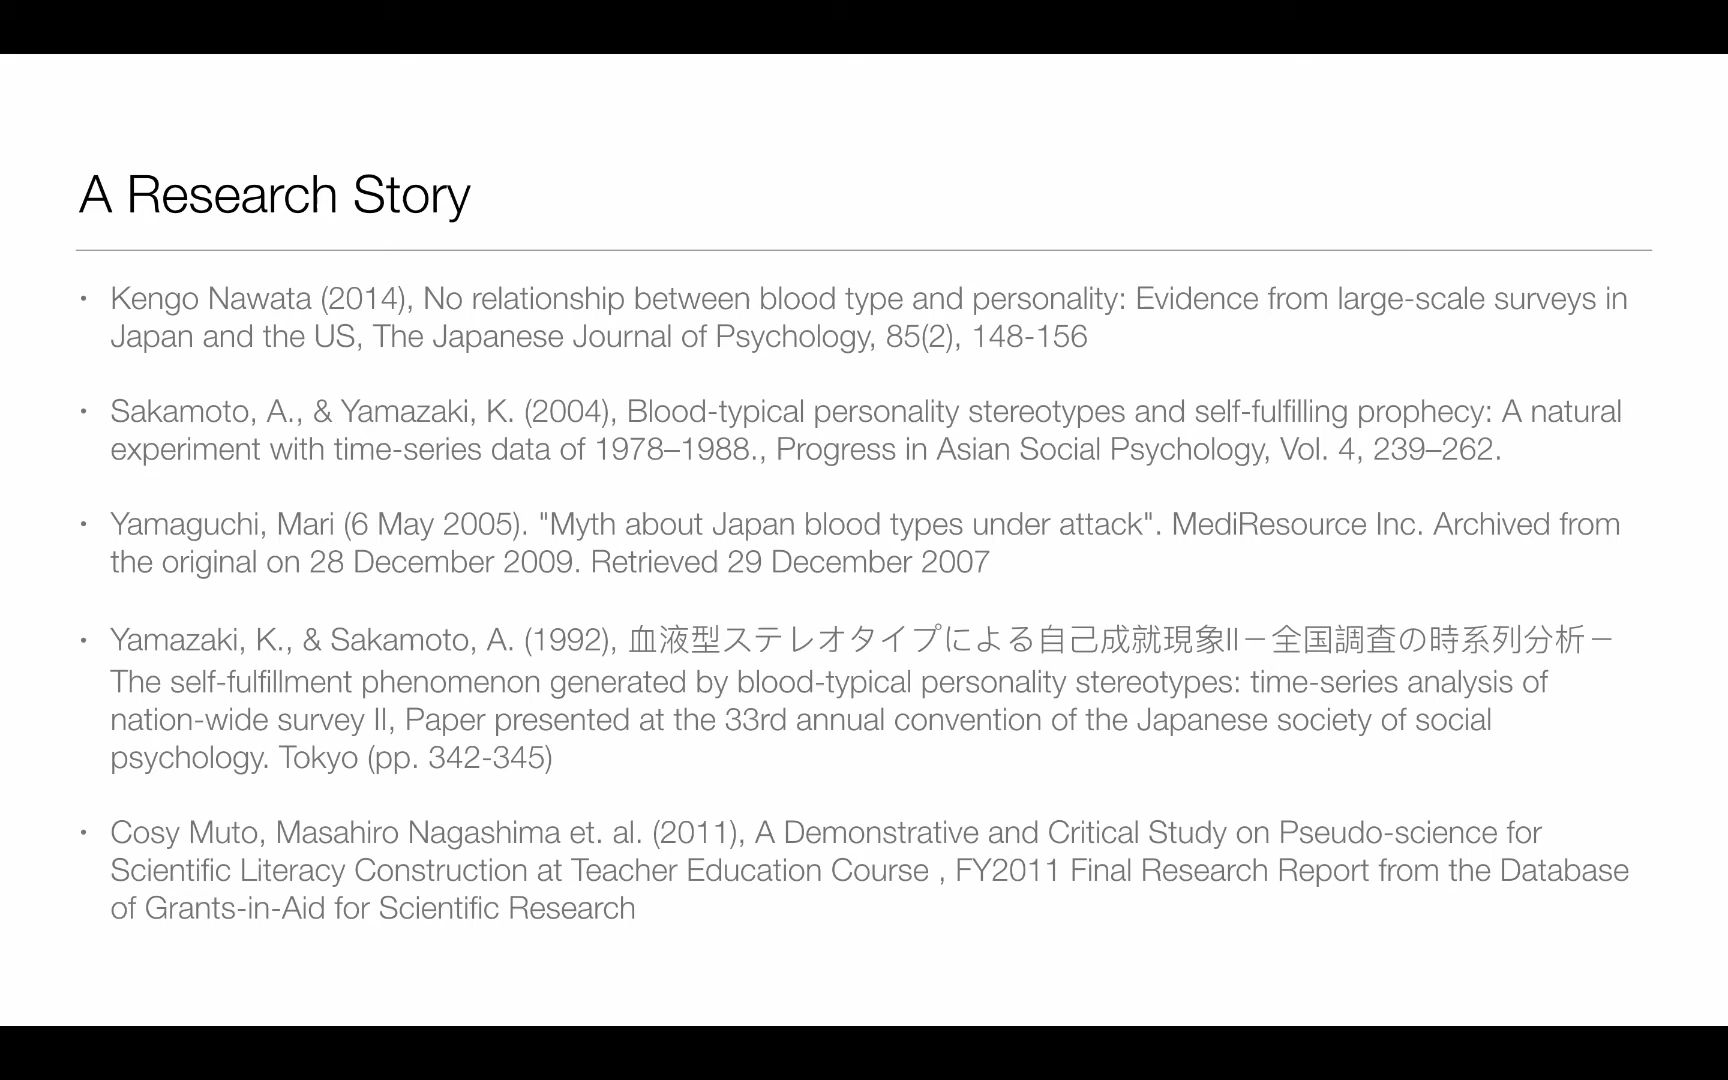 A Research Story
• Kengo Nawata (2014), No relationship between blood type and personality: Evidence from large-scale surveys in
Japan and the US, The Japanese Journal of Psychology, 85(2), 148-156
• Sakamoto, A., & Yamazaki, K. (2004), Blood-typical personality stereotypes and self-fulfilling prophecy: A natural
experiment with time-series data of 1978–1988., Progress in Asian Social Psychology, Vol. 4, 239–262.
• Yamaguchi, Mari (6 May 2005). "Myth about Japan blood types under attack". MediResource Inc. Archived from
the original on 28 December 2009. Retrieved 29 December 2007
• Yamazaki, K., & Sakamoto, A. (1992), 血液型ステレオタイプによる自己成就現象II－全国調査の時系列分析－
The self-fulfillment phenomenon generated by blood-typical personality stereotypes: time-series analysis of
nation-wide survey II, Paper presented at the 33rd annual convention of the Japanese society of social
psychology. Tokyo (pp. 342-345)
• Cosy Muto, Masahiro Nagashima et. al. (2011), A Demonstrative and Critical Study on Pseudo-science for
Scientific Literacy Construction at Teacher Education Course , FY2011 Final Research Report from the Database
of Grants-in-Aid for Scientific Research